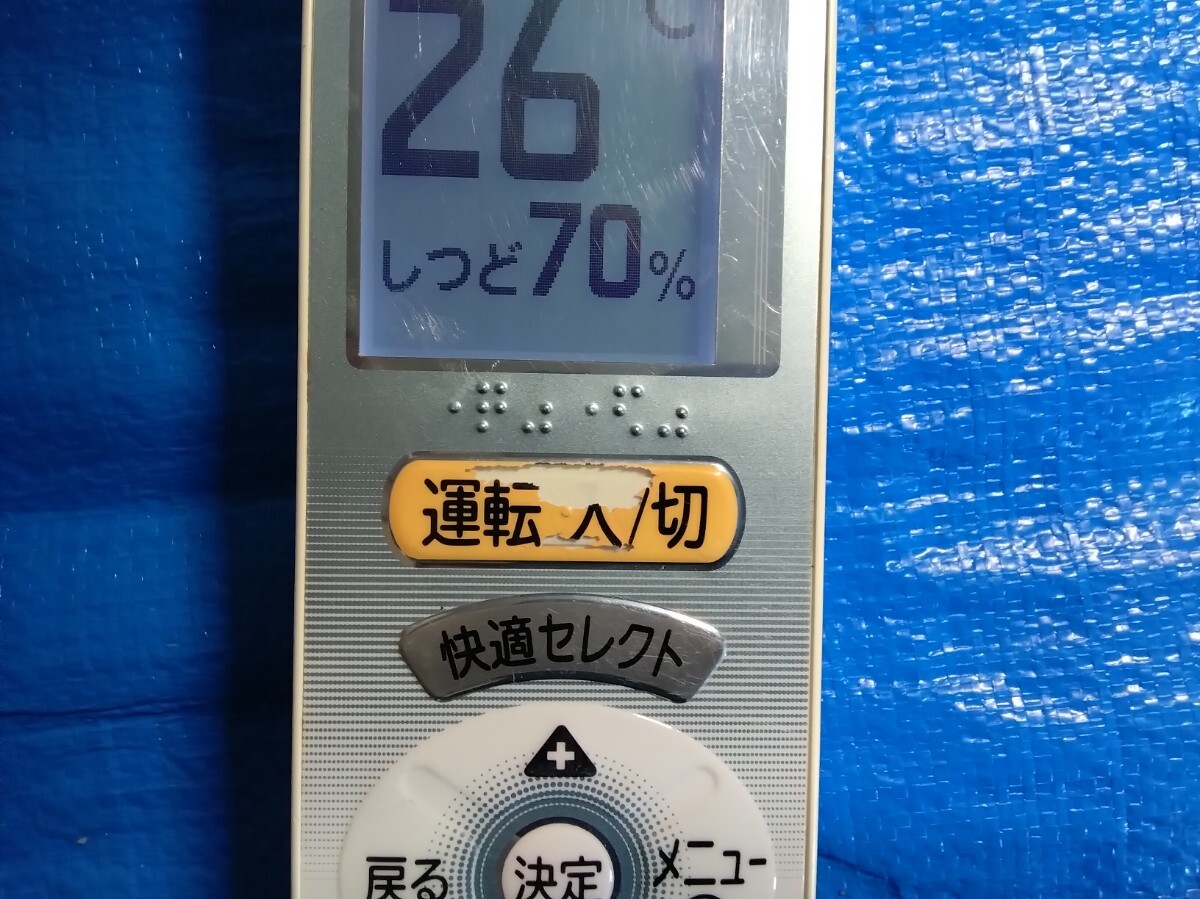 26℃
しつど70%
運転 入/切
快適セレクト
戻る 決定 メニュー